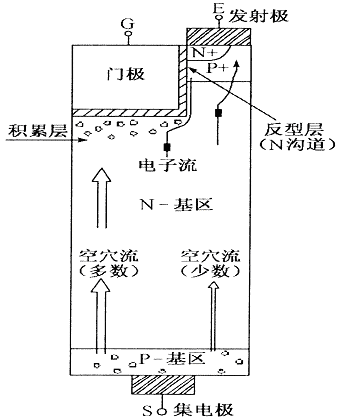 G
E
发射极
门极
N+
P+
积累层
反型层
(N沟道)
电子流
N-基区
空穴流
(多数)
空穴流
(少数)
P-基区
S
集电极